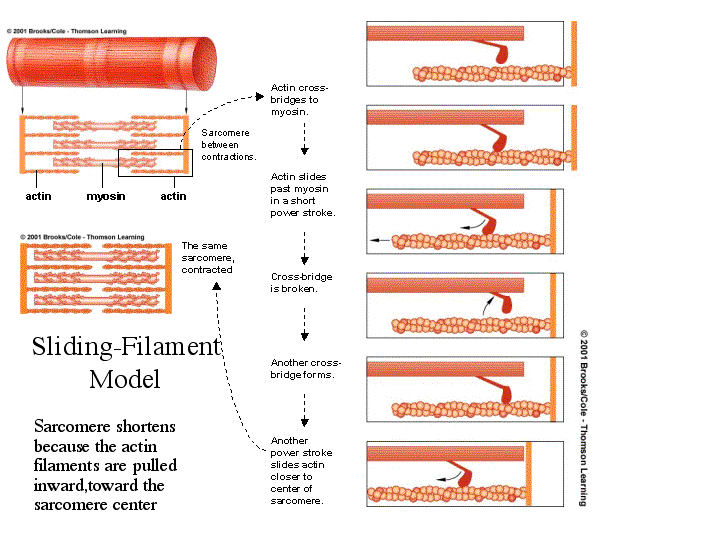 © 2001 Brooks/Cole - Thomson Learning
Sarcomere
between
contractions.
actin
myosin
actin
© 2001 Brooks/Cole - Thomson Learning
The same
sarcomere,
contracted
Sliding-Filament
Model
Sarcomere shortens
because the actin
filaments are pulled
inward,toward the
sarcomere center
Actin cross-
bridges to
myosin.
Actin slides
past myosin
in a short
power stroke.
Cross-bridge
is broken.
Another cross-
bridge forms.
Another
power stroke
slides actin
closer to
center of
sarcomere.
© 2001 Brooks/Cole - Thomson Learning